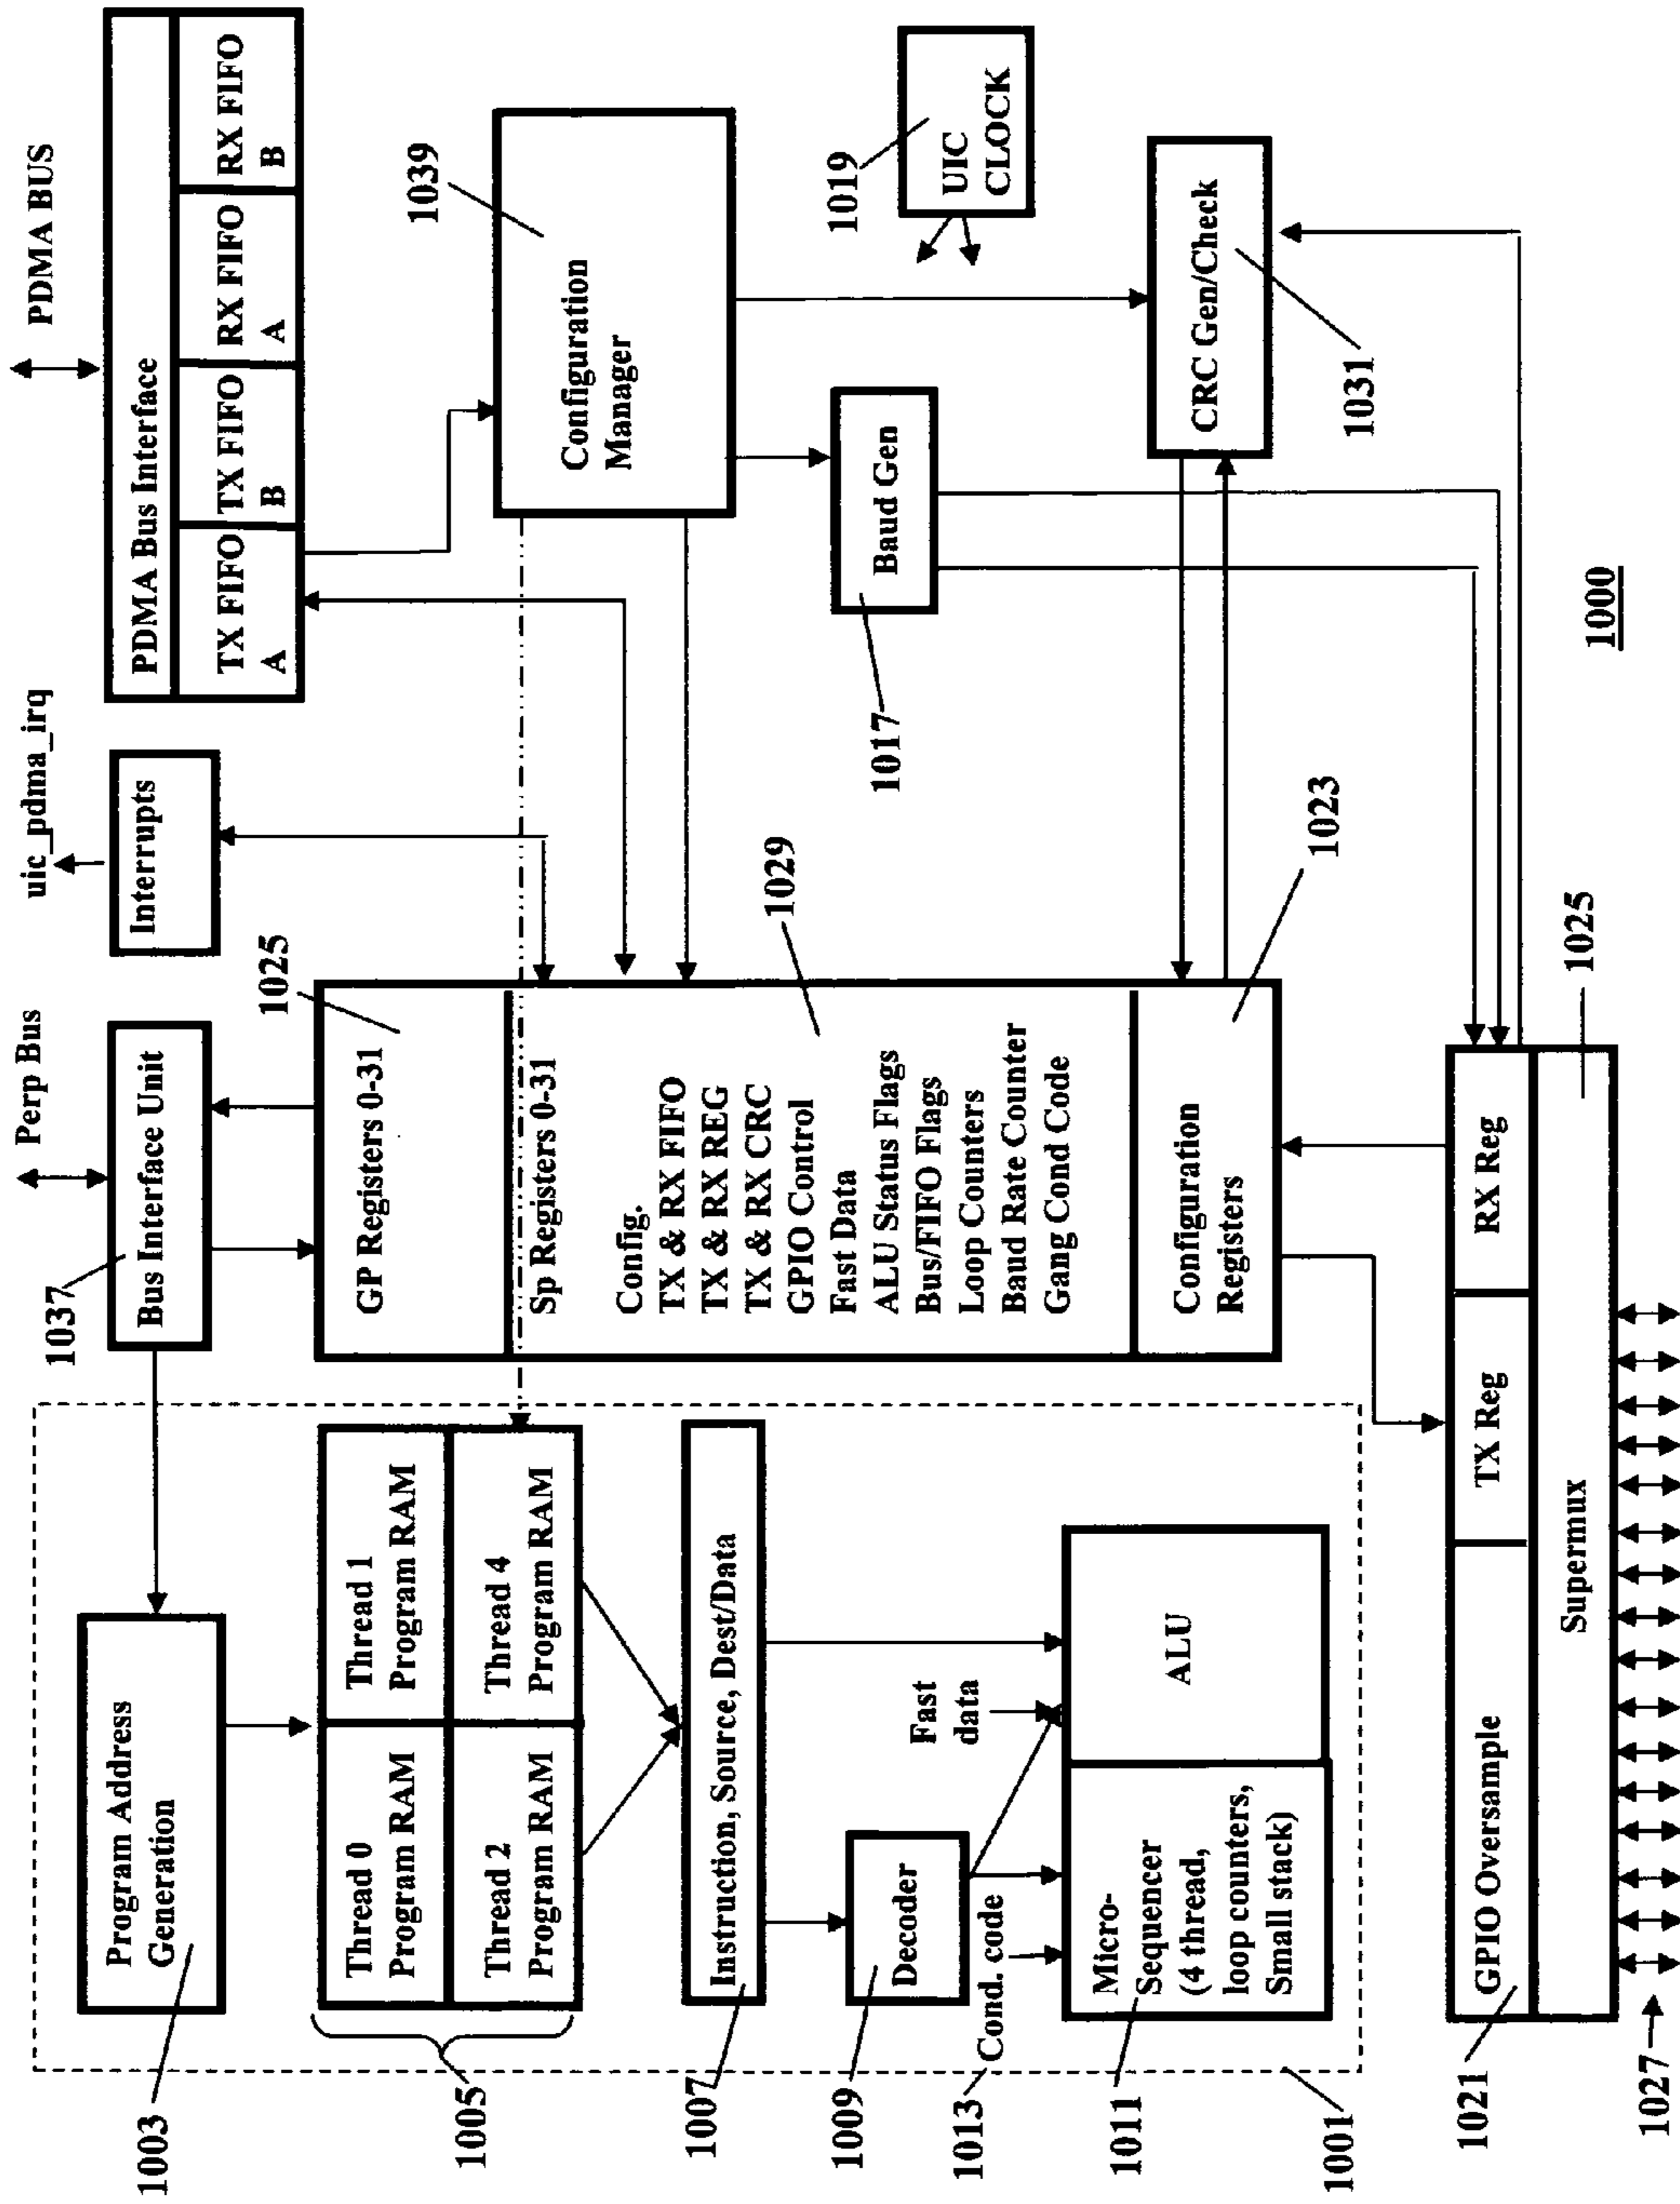 Perp Bus
uic_pdma_irq
PDMA BUS
1003
Program Address
Generation
1037
Bus Interface Unit
Interrupts
PDMA Bus Interface
TX FIFO
A
TX FIFO
B
RX FIFO
A
RX FIFO
B
1005
Thread 0
Program RAM
Thread 1
Program RAM
Thread 2
Program RAM
Thread 4
Program RAM
1025
GP Registers 0-31
Sp Registers 0-31
Config.
TX & RX FIFO
TX & RX REG
TX & RX CRC
GPIO Control
Fast Data
ALU Status Flags
Bus/FIFO Flags
Loop Counters
Baud Rate Counter
Gang Cond Code
1029
Configuration
Registers
1023
Configuration
Manager
1039
1007
Instruction, Source, Dest/Data
1009
Decoder
Fast
data
1013
Cond. code
1011
Micro-
Sequencer
(4 thread,
loop counters,
Small stack)
ALU
1001
Baud Gen
1017
UIC
CLOCK
1019
CRC Gen/Check
1031
1021
GPIO Oversample
TX Reg
RX Reg
Supermux
1025
1027
1000